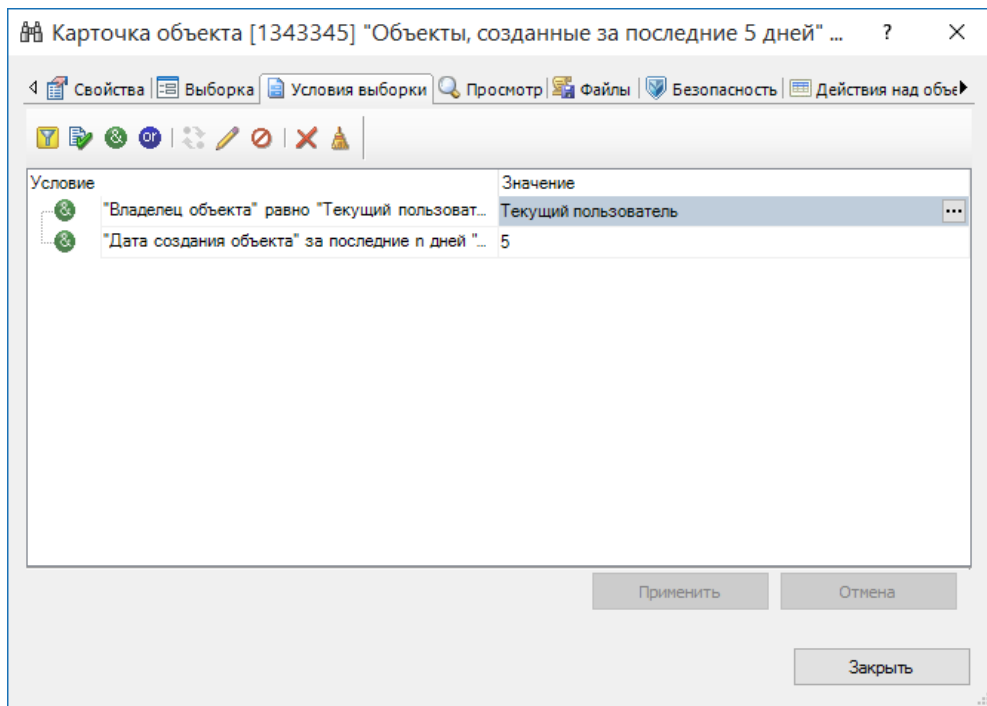 Карточка объекта [1343345] "Объекты, созданные за последние 5 дней" ... ?
Свойства Выборка Условия выборки Просмотр Файлы Безопасность Действия над объе
& or
Условие Значение
& "Владелец объекта" равно "Текущий пользоват... Текущий пользователь ...
& "Дата создания объекта" за последние n дней "... 5
Применить Отмена
Закрыть